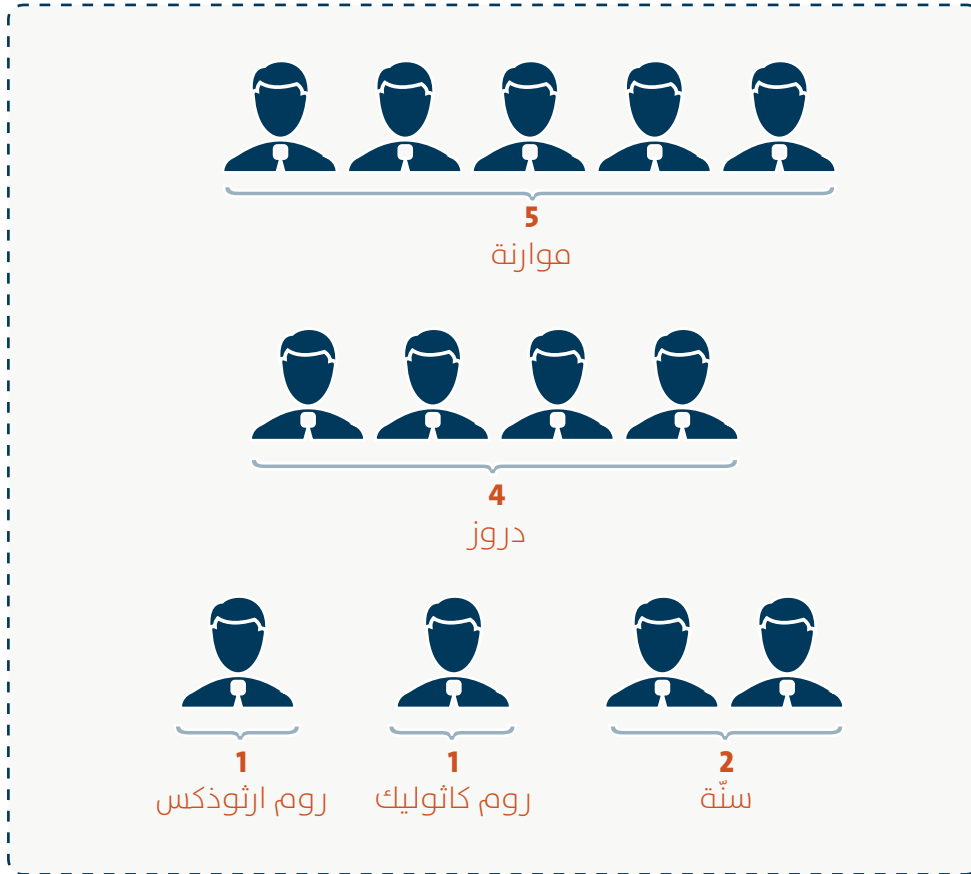 5
موارنة
4
دروز
2
سنّة
1
روم كاثوليك
1
روم ارثوذكس